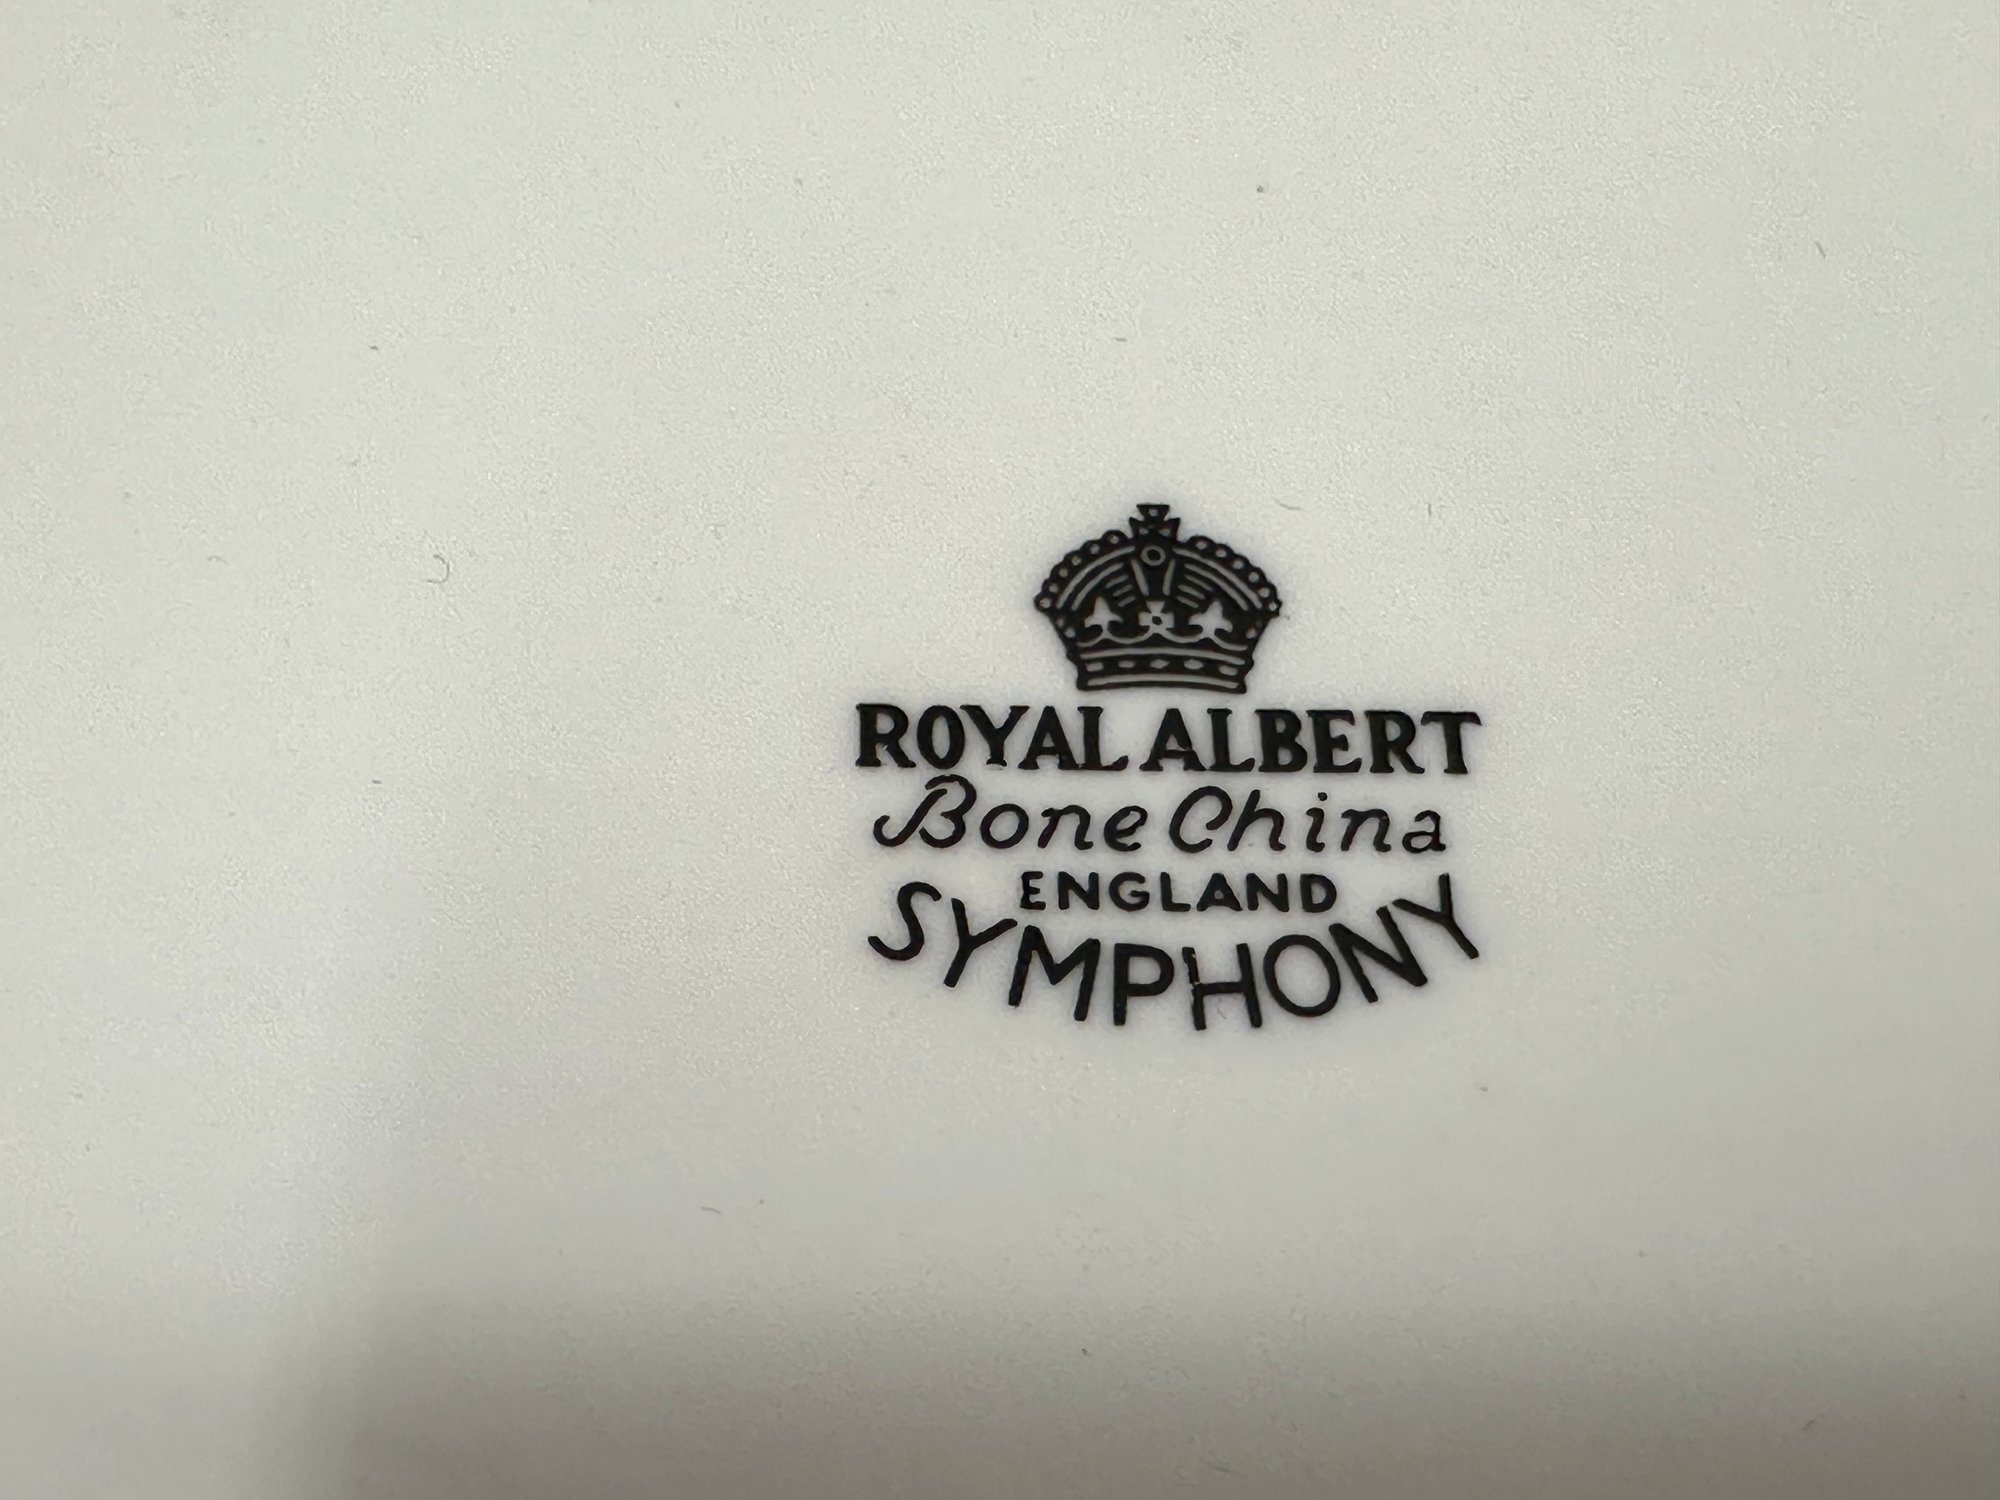 ROYAL ALBERT
Bone China
ENGLAND
SYMPHONY